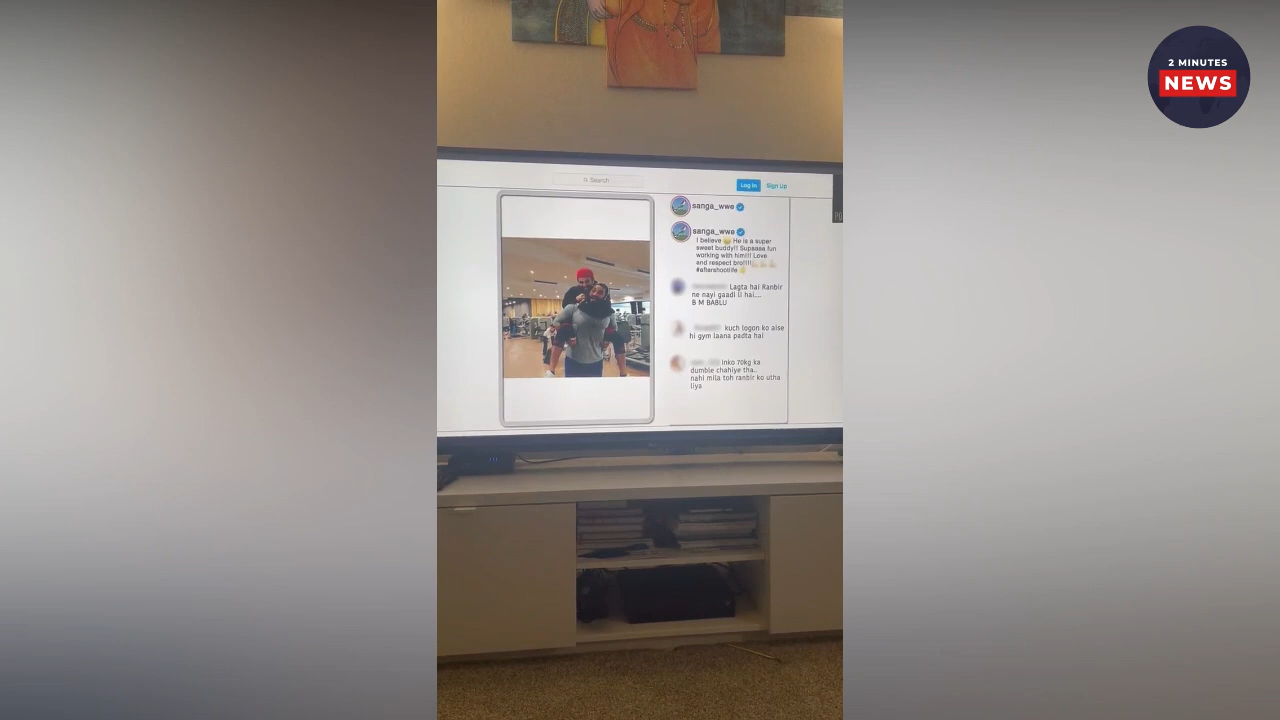 2 MINUTES
NEWS
Search
Log In
Sign Up
sanga_wwe
sanga_wwe
I believe 😄 He is a super
sweet buddy!! Supaaaa fun
working with him!!! Love
and respect bro!!!!
#aftershootlife
Lagta hai Ranbir
ne nayi gaadi li hai....
B M BABLU
kuch logon ko aise
hi gym laana padta hai
inko 70kg ka
dumble chahiye tha..
nahi mila toh ranbir ko utha
liya